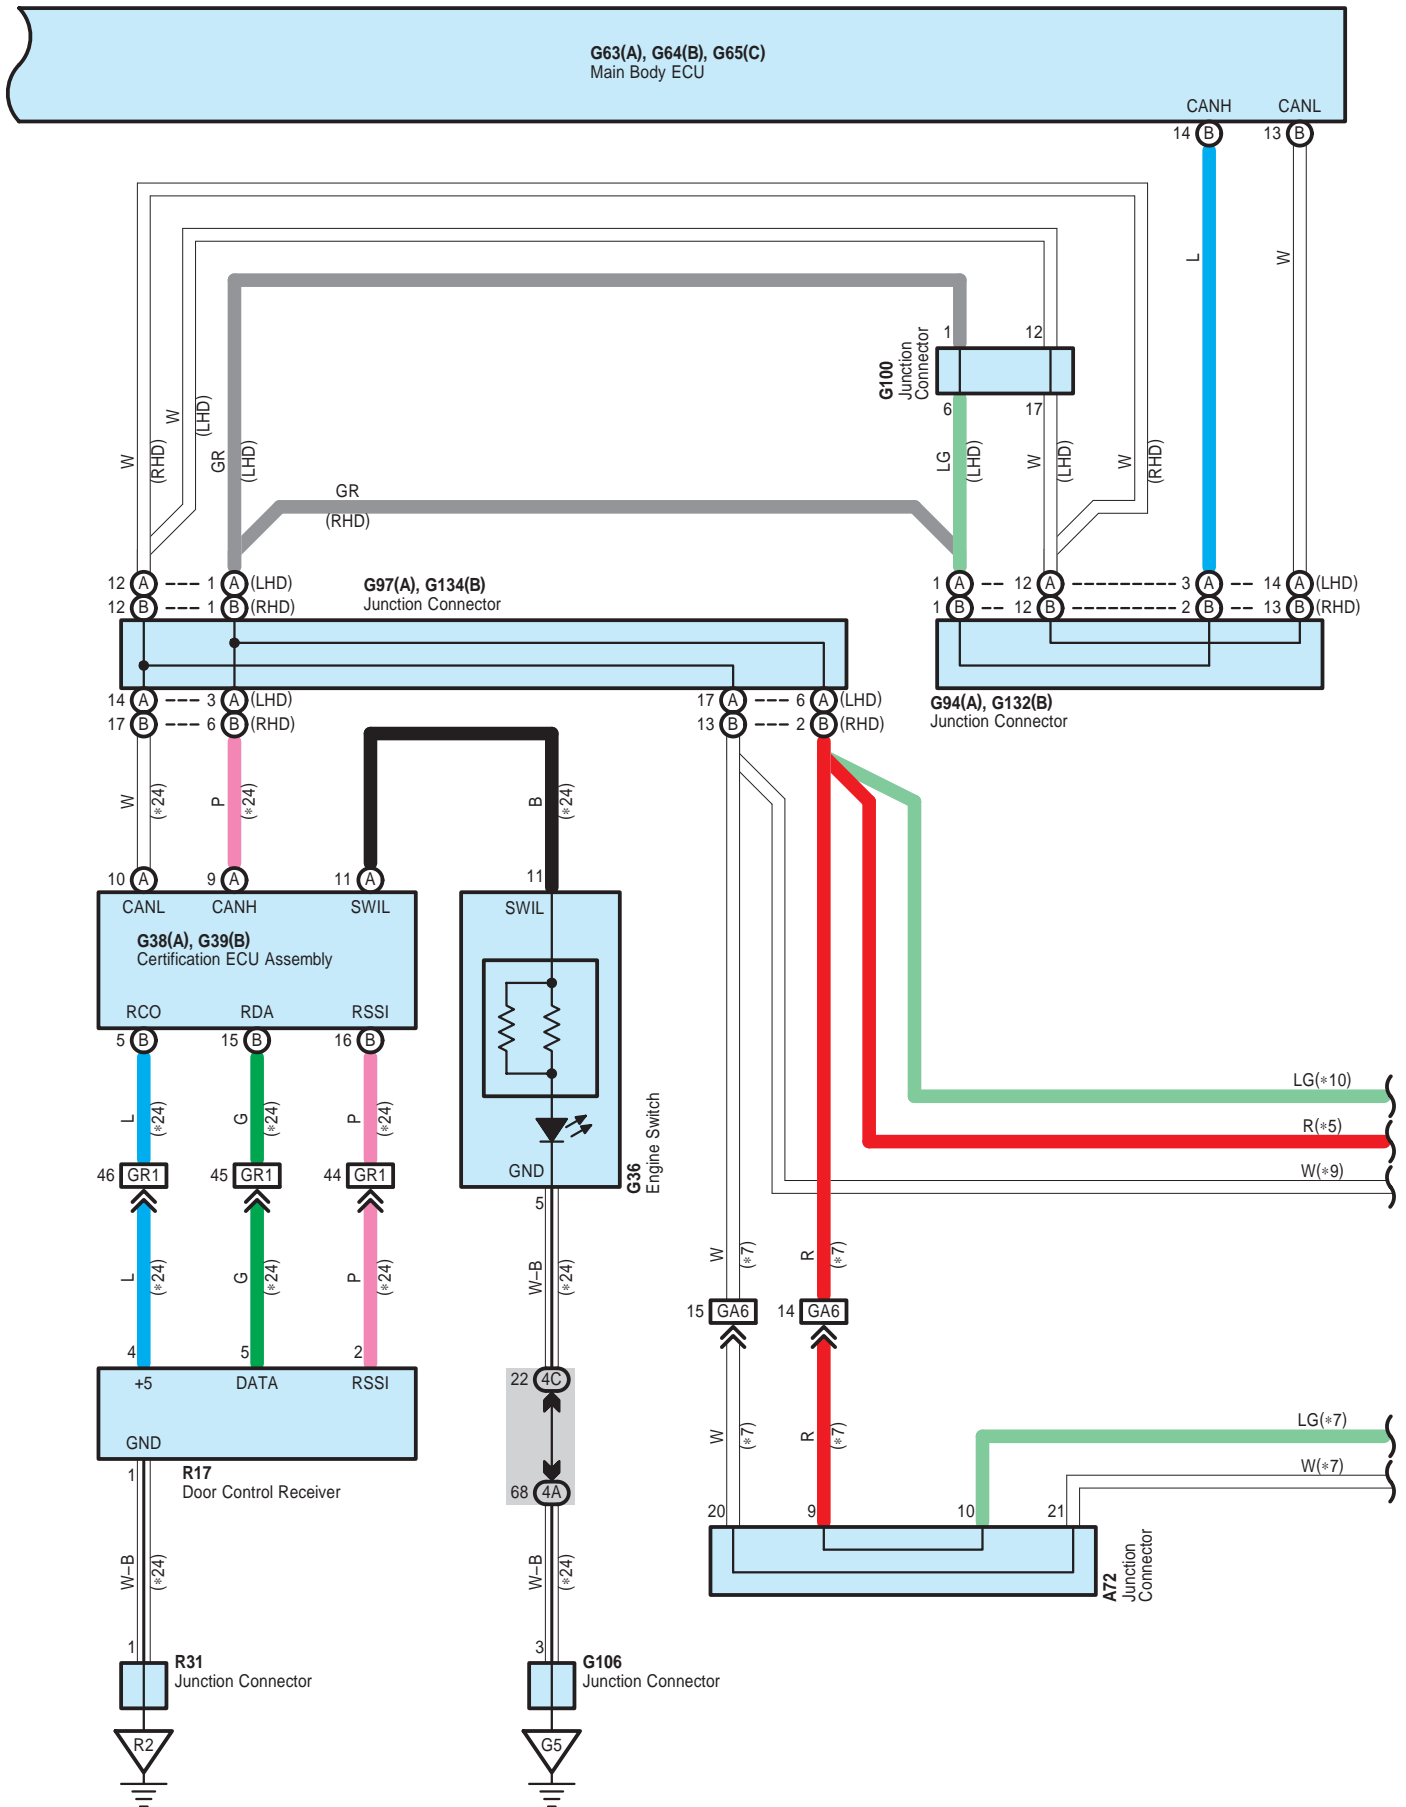 G63(A), G64(B), G65(C)
Main Body ECU
CANH CANL
14 B 13 B
L W
1 12
G100
Junction
Connector
6 17
W (RHD) W (LHD) GR (LHD)
LG (LHD) W (LHD) W (RHD)
GR
(RHD)
12 A 1 A (LHD)
12 B 1 B (RHD)
G97(A), G134(B)
Junction Connector
1 A 12 A 3 A 14 A (LHD)
1 B 12 B 2 B 13 B (RHD)
14 A 3 A (LHD)
17 B 6 B (RHD)
17 A 6 A (LHD)
13 B 2 B (RHD)
G94(A), G132(B)
Junction Connector
W (*24) P (*24) B (*24)
10 A 9 A 11 A 11
CANL CANH SWIL SWIL
G38(A), G39(B)
Certification ECU Assembly
RCO RDA RSSI
5 B 15 B 16 B
L (*24) G (*24) P (*24)
46 GR1 45 GR1 44 GR1
GND
5
G36
Engine Switch
LG(*10)
R(*5)
W(*9)
L (*24) G (*24) P (*24)
W–B (*24)
W (*7) R (*7)
15 GA6 14 GA6
4 5 2
+5 DATA RSSI
GND
1
R17
Door Control Receiver
22 4C
68 4A
W (*7) R (*7)
LG(*7)
W(*7)
20 9 10 21
A72
Junction
Connector
W–B (*24) W–B (*24)
1
R31
Junction Connector
3
G106
Junction Connector
R2 G5